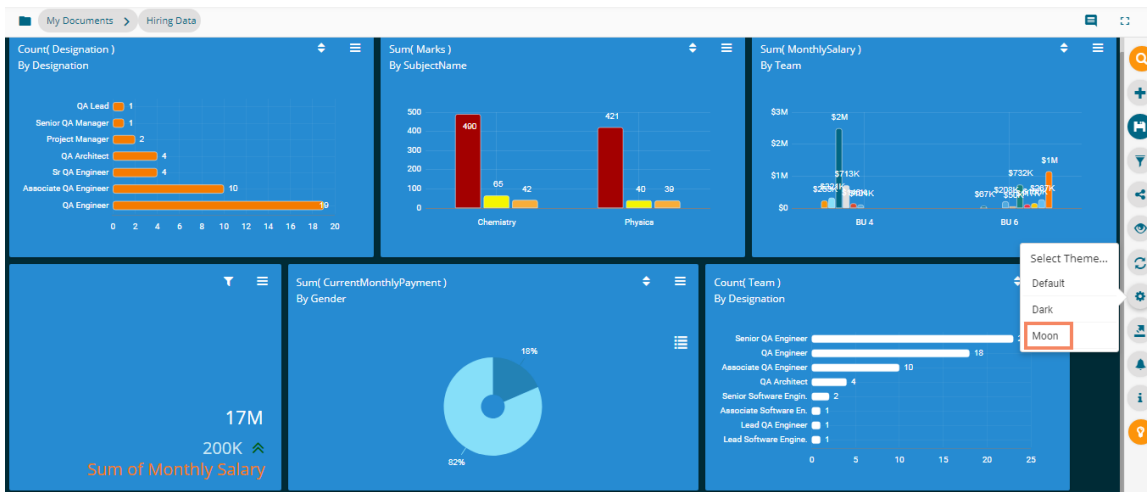 My Documents
Hiring Data
Count( Designation )
By Designation
QA Lead 1
Senior QA Manager 1
Project Manager 2
QA Architect 4
Sr QA Engineer 4
Associate QA Engineer 10
QA Engineer 19
0 2 4 6 8 10 12 14 16 18 20
Sum( Marks )
By SubjectName
500
400
300
200
100
0
490
65
42
421
40
39
Chemistry
Physics
Sum( MonthlySalary )
By Team
$3M
$2M
$1M
$0
$2M
$713K
$67K
$732K
$1M
BU 4
BU 6
17M
200K
Sum of Monthly Salary
Sum( CurrentMonthlyPayment )
By Gender
18%
82%
Count( Team )
By Designation
Senior QA Engineer
QA Engineer 18
Associate QA Engineer 10
QA Architect 4
Senior Software Engin. 2
Associate Software En. 1
Lead QA Engineer 1
Lead Software Engine. 1
0 5 10 15 20 25
Select Theme...
Default
Dark
Moon